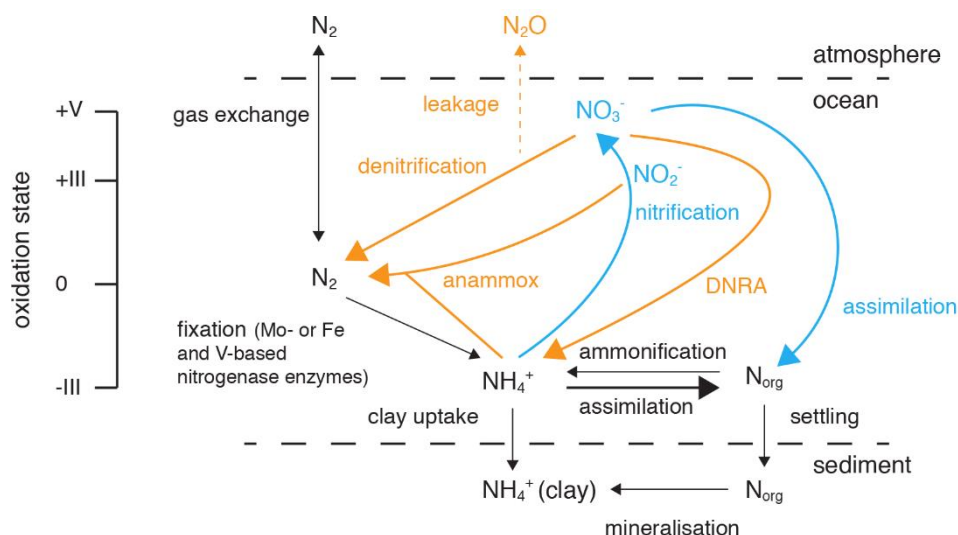 N₂
N₂O
atmosphere
ocean
+V
gas exchange
leakage
NO₃⁻
denitrification
+III
NO₂⁻
nitrification
oxidation state
N₂
0
anammox
DNRA
assimilation
fixation (Mo- or Fe
and V-based
nitrogenase enzymes)
ammonification
-III
NH₄⁺
N_org
assimilation
clay uptake
settling
sediment
NH₄⁺ (clay)
N_org
mineralisation